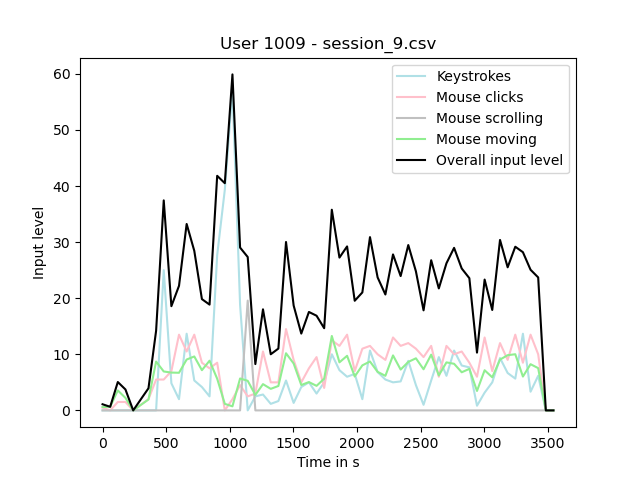 User 1009 - session_9.csv
Keystrokes
Mouse clicks
Mouse scrolling
Mouse moving
Overall input level
Input level
60
50
40
30
20
10
0
0 500 1000 1500 2000 2500 3000 3500
Time in s